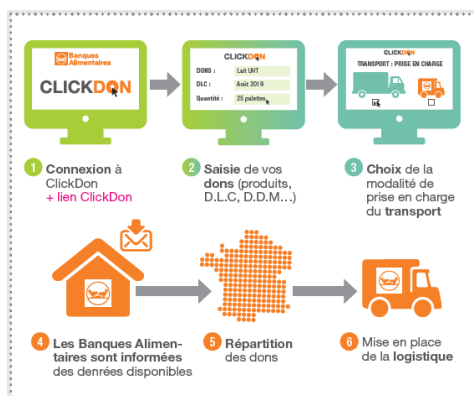 Banques
Alimentaires
CLICKDON
CLICKDON
DONS : Lait UHT
DLC : Août 2019
Quantité : 25 palettes
CLICKDON
TRANSPORT : PRISE EN CHARGE
1 Connexion à
ClickDon
+ lien ClickDon
2 Saisie de vos
dons (produits,
D.L.C, D.D.M...)
3 Choix de la
modalité de
prise en charge
du transport
4 Les Banques Alimen-
taires sont informées
des denrées disponibles
5 Répartition
des dons
6 Mise en place
de la logistique